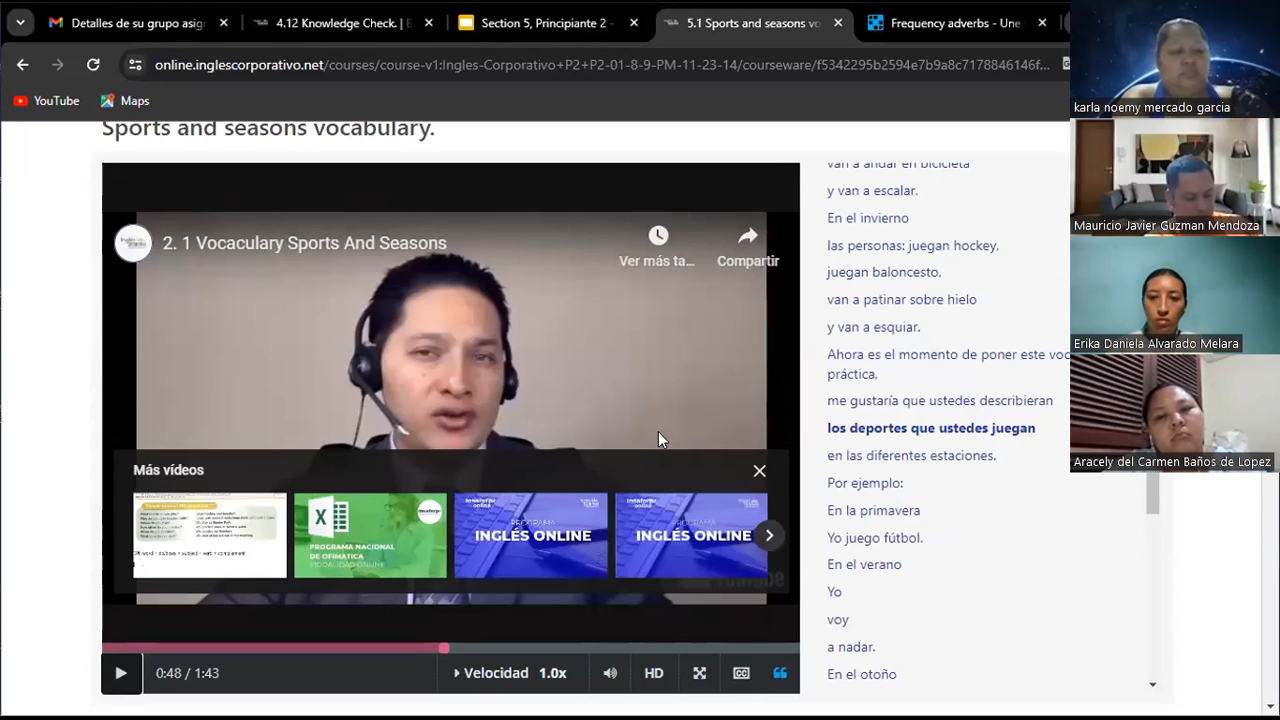 Detalles de su grupo asig
4.12 Knowledge Check. | E
Section 5, Principiante 2 -
5.1 Sports and seasons vo
Frequency adverbs - Une
online.inglescorporativo.net/courses/course-v1:Ingles-Corporativo+P2+P2-01-8-9-PM-11-23-14/courseware/f5342295b2594e7b9a8c7178846146f...
YouTube
Maps
Sports and seasons vocabulary.
2. 1 Vocaculary Sports And Seasons
Ver más ta...
Compartir
Más vídeos
PROGRAMA NACIONAL
DE OFIMÁTICA
MODALIDAD ONLINE
PROGRAMA
INGLÉS ONLINE
PROGRAMA
INGLÉS ONLINE
0:48 / 1:43
Velocidad 1.0x
HD
CC
van a andar en bicicleta
y van a escalar.
En el invierno
las personas: juegan hockey,
juegan baloncesto,
van a patinar sobre hielo
y van a esquiar.
Ahora es el momento de poner este voc
práctica,
me gustaría que ustedes describieran
los deportes que ustedes juegan
en las diferentes estaciones.
Por ejemplo:
En la primavera
Yo juego fútbol.
En el verano
Yo
voy
a nadar.
En el otoño
karla noemy mercado garcia
Mauricio Javier Guzman Mendoza
Erika Daniela Alvarado Melara
Aracely del Carmen Baños de Lopez